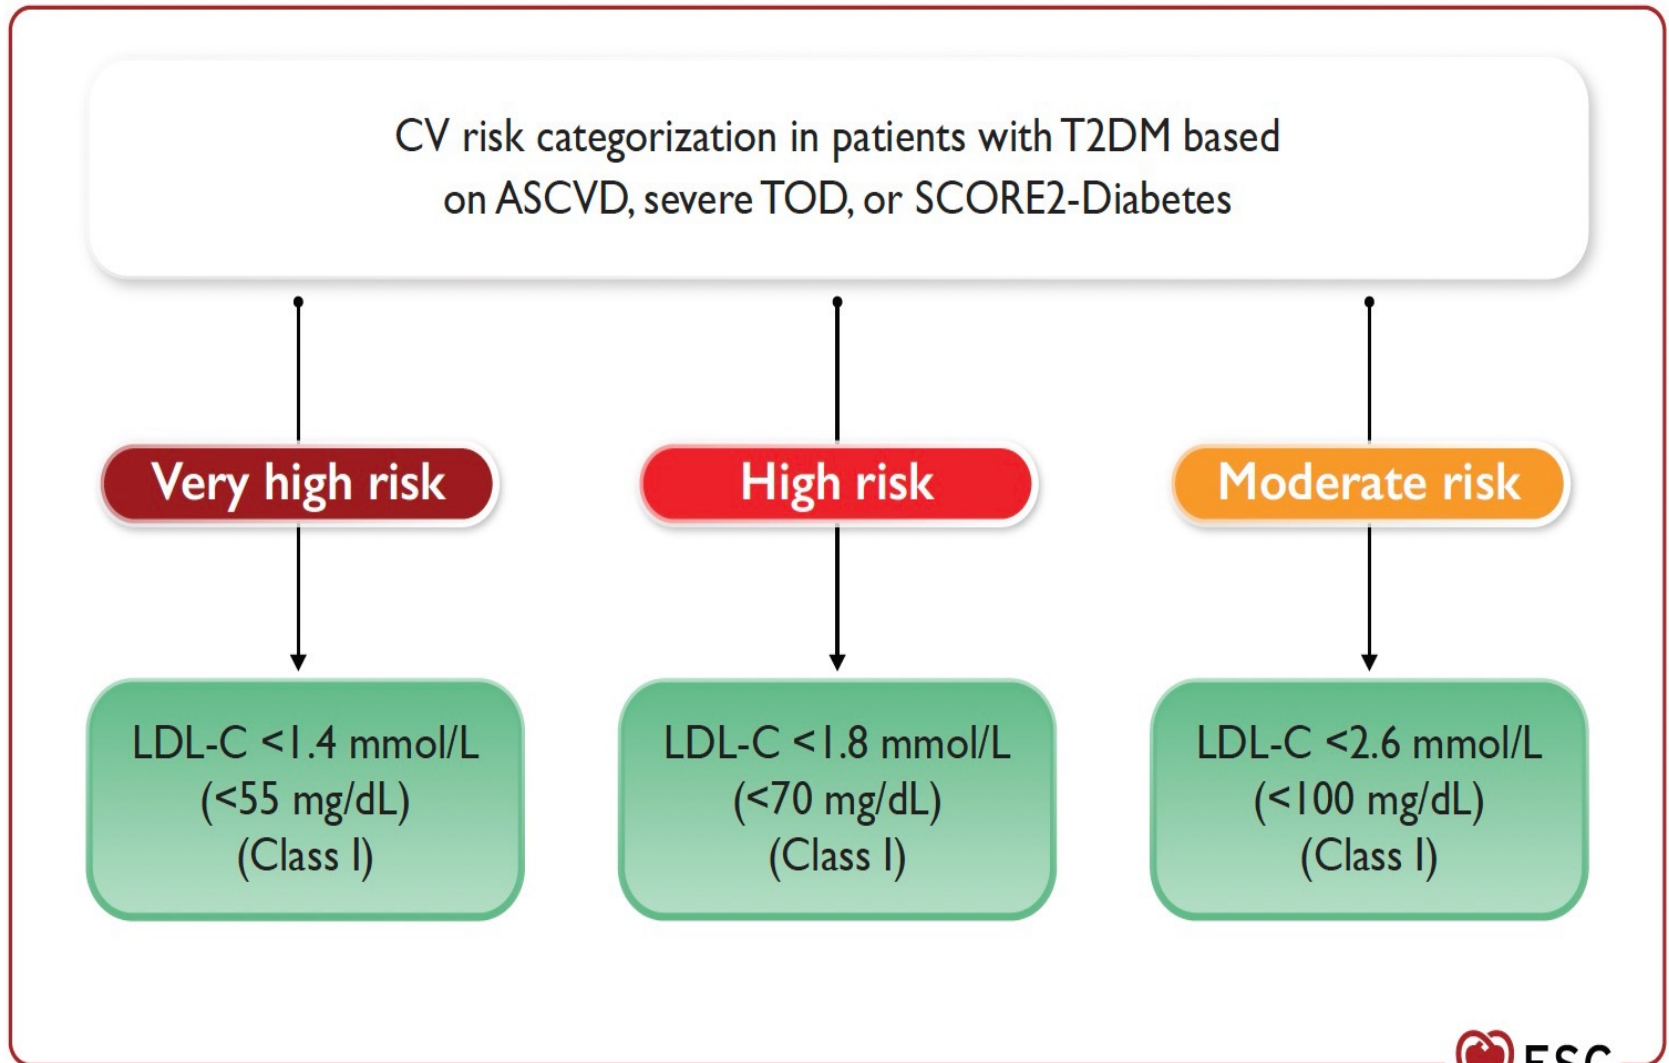 CV risk categorization in patients with T2DM based
on ASCVD, severe TOD, or SCORE2-Diabetes
Very high risk
High risk
Moderate risk
LDL-C <1.4 mmol/L
(<55 mg/dL)
(Class I)
LDL-C <1.8 mmol/L
(<70 mg/dL)
(Class I)
LDL-C <2.6 mmol/L
(<100 mg/dL)
(Class I)
ESC